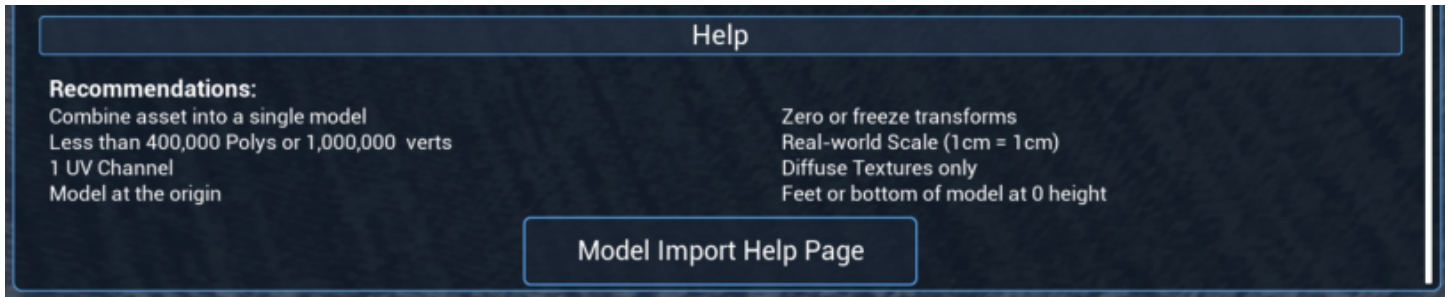 Help
Recommendations:
Combine asset into a single model
Less than 400,000 Polys or 1,000,000 verts
1 UV Channel
Model at the origin
Zero or freeze transforms
Real-world Scale (1cm = 1cm)
Diffuse Textures only
Feet or bottom of model at 0 height
Model Import Help Page